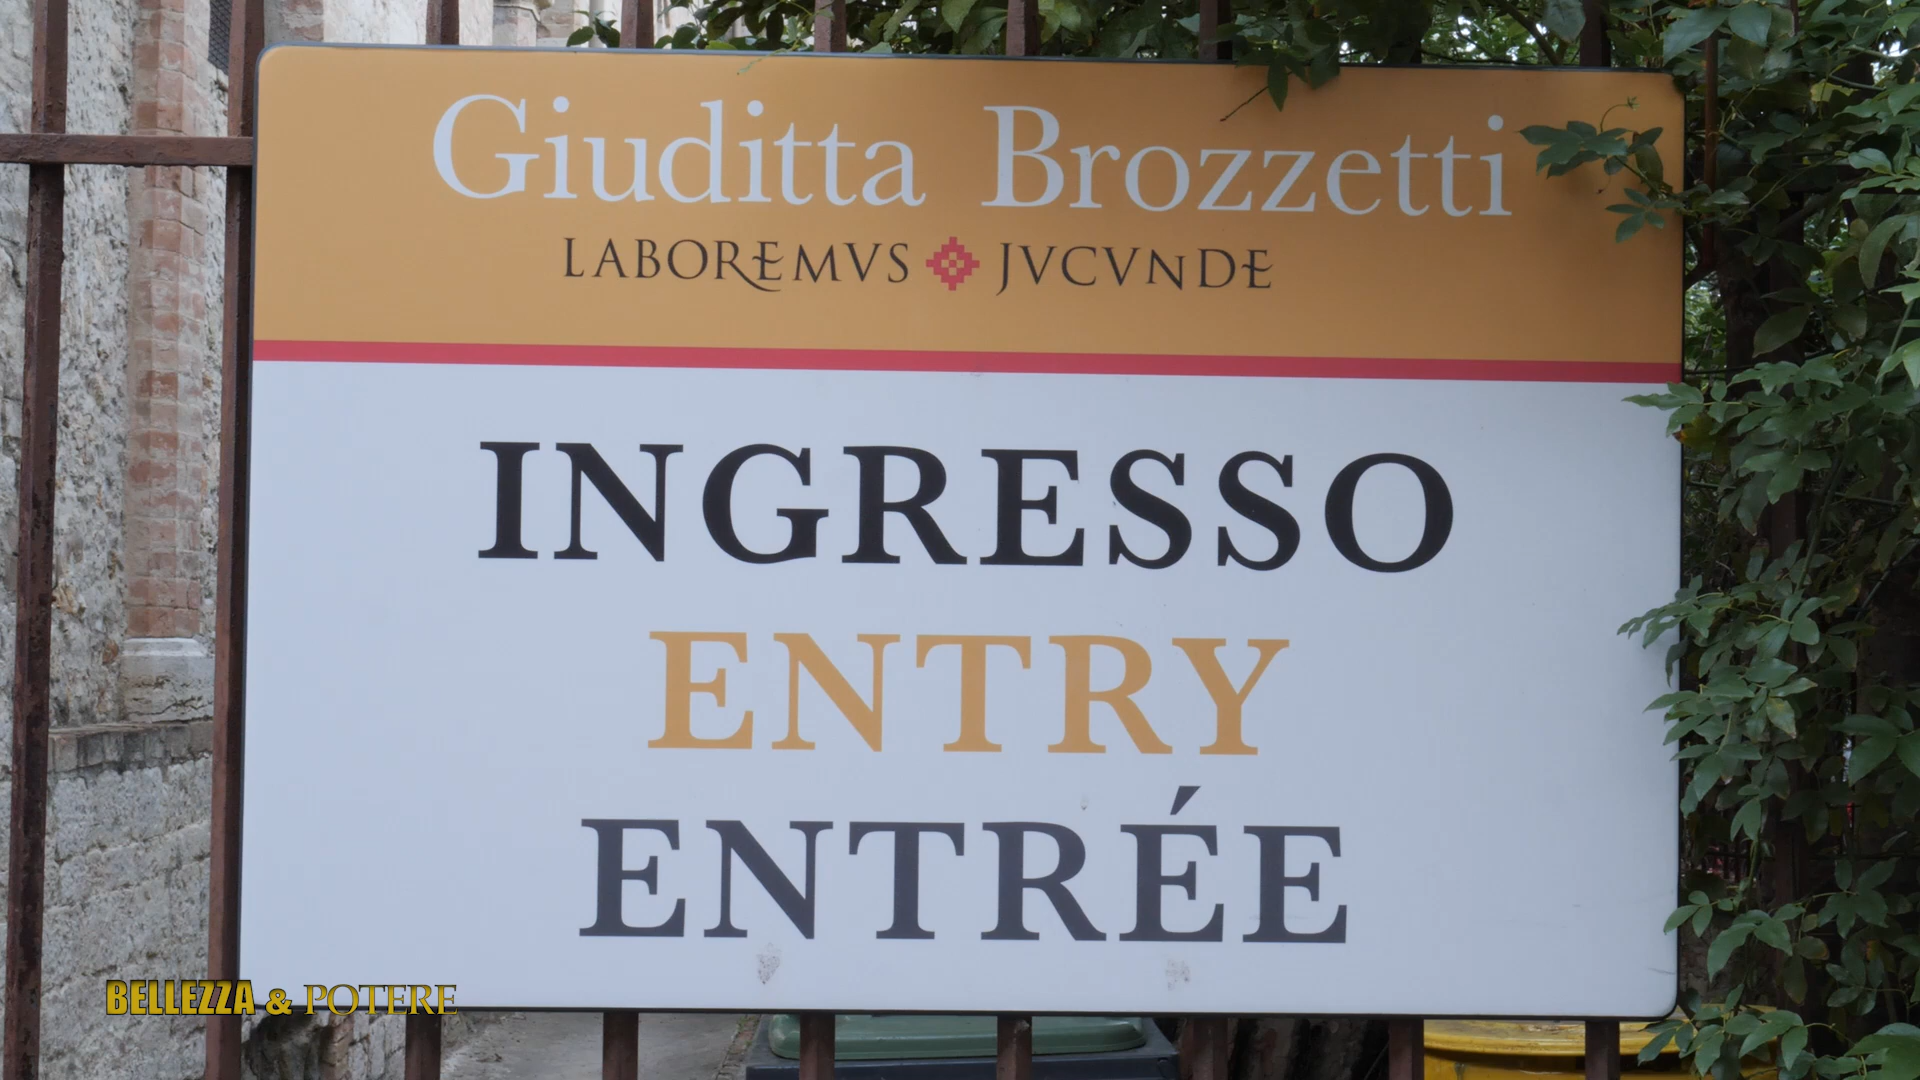 Giuditta Brozzetti
LABOREMVS JVCVNDE
INGRESSO
ENTRY
ENTRÉE
BELLEZZA & POTERE